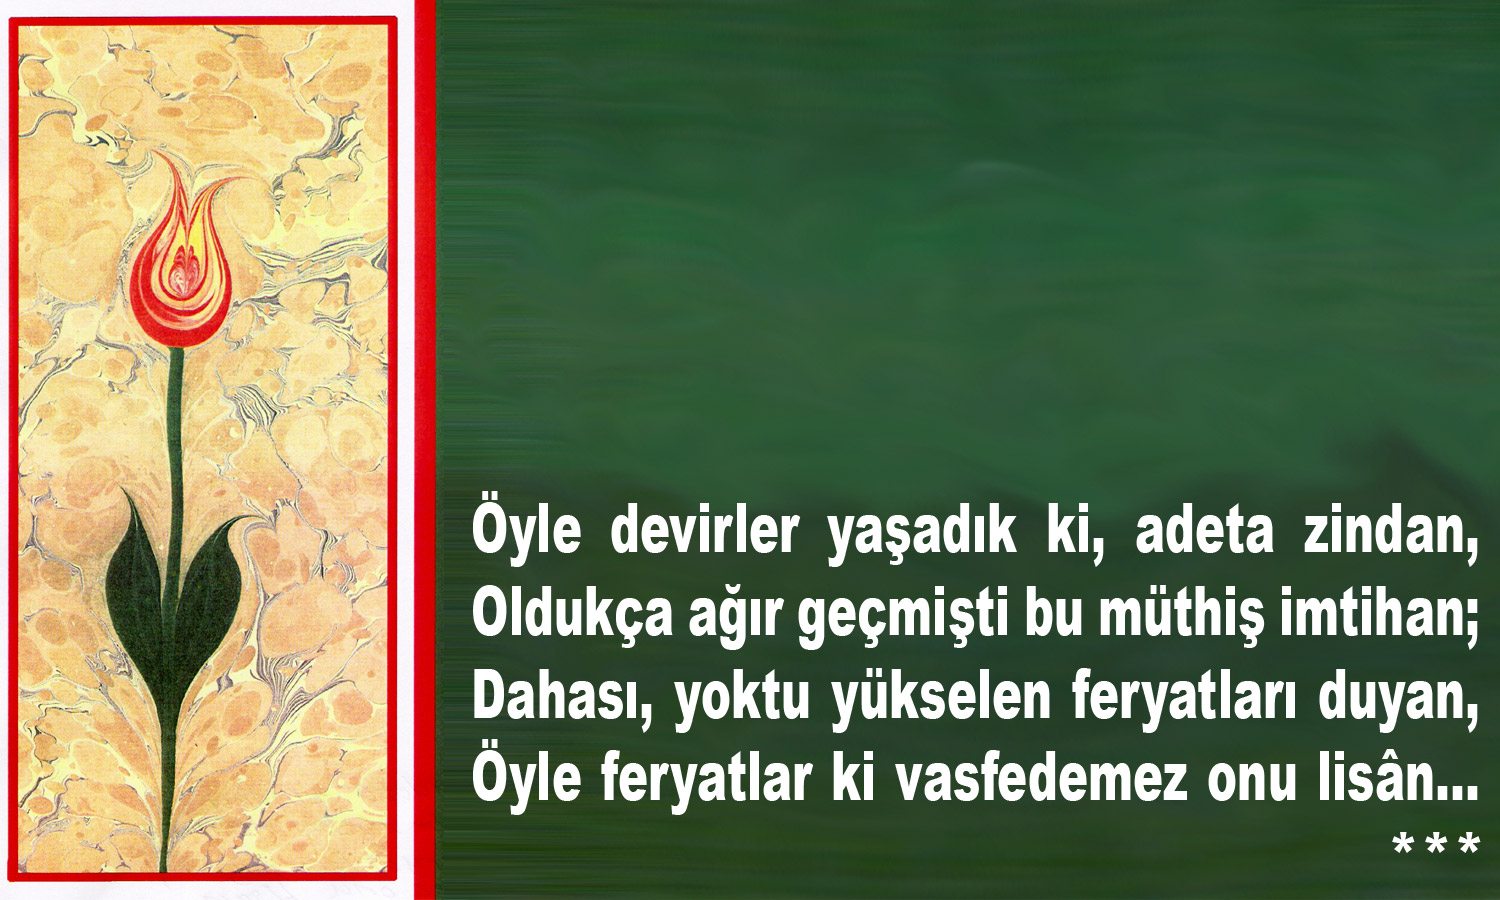 Öyle devirler yaşadık ki, adeta zindan,
Oldukça ağır geçmişti bu müthiş imtihan;
Dahası, yoktu yükselen feryatları duyan,
Öyle feryatlar ki vasfedemez onu lisân...
***